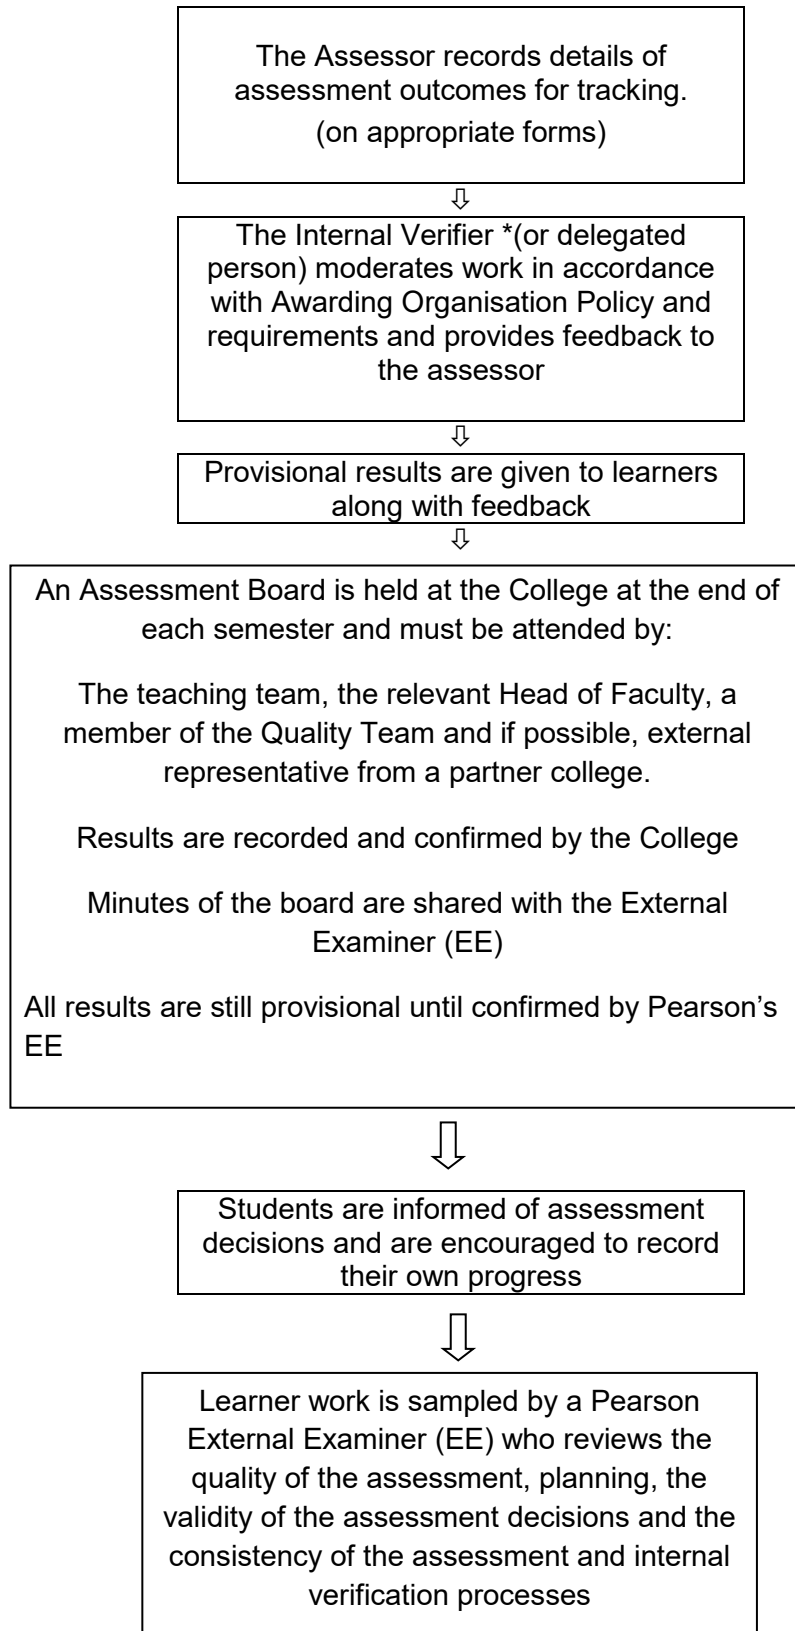 The Assessor records details of
assessment outcomes for tracking.
(on appropriate forms)
The Internal Verifier *(or delegated
person) moderates work in accordance
with Awarding Organisation Policy and
requirements and provides feedback to
the assessor
Provisional results are given to learners
along with feedback
An Assessment Board is held at the College at the end of
each semester and must be attended by:
The teaching team, the relevant Head of Faculty, a
member of the Quality Team and if possible, external
representative from a partner college.
Results are recorded and confirmed by the College
Minutes of the board are shared with the External
Examiner (EE)
All results are still provisional until confirmed by Pearson’s
EE
Students are informed of assessment
decisions and are encouraged to record
their own progress
Learner work is sampled by a Pearson
External Examiner (EE) who reviews the
quality of the assessment, planning, the
validity of the assessment decisions and the
consistency of the assessment and internal
verification processes